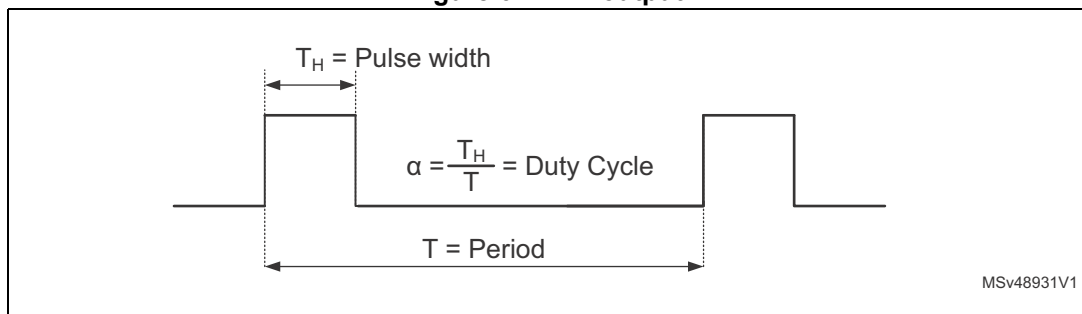 T_H = Pulse width
α = T_H / T = Duty Cycle
T = Period
MSv48931V1